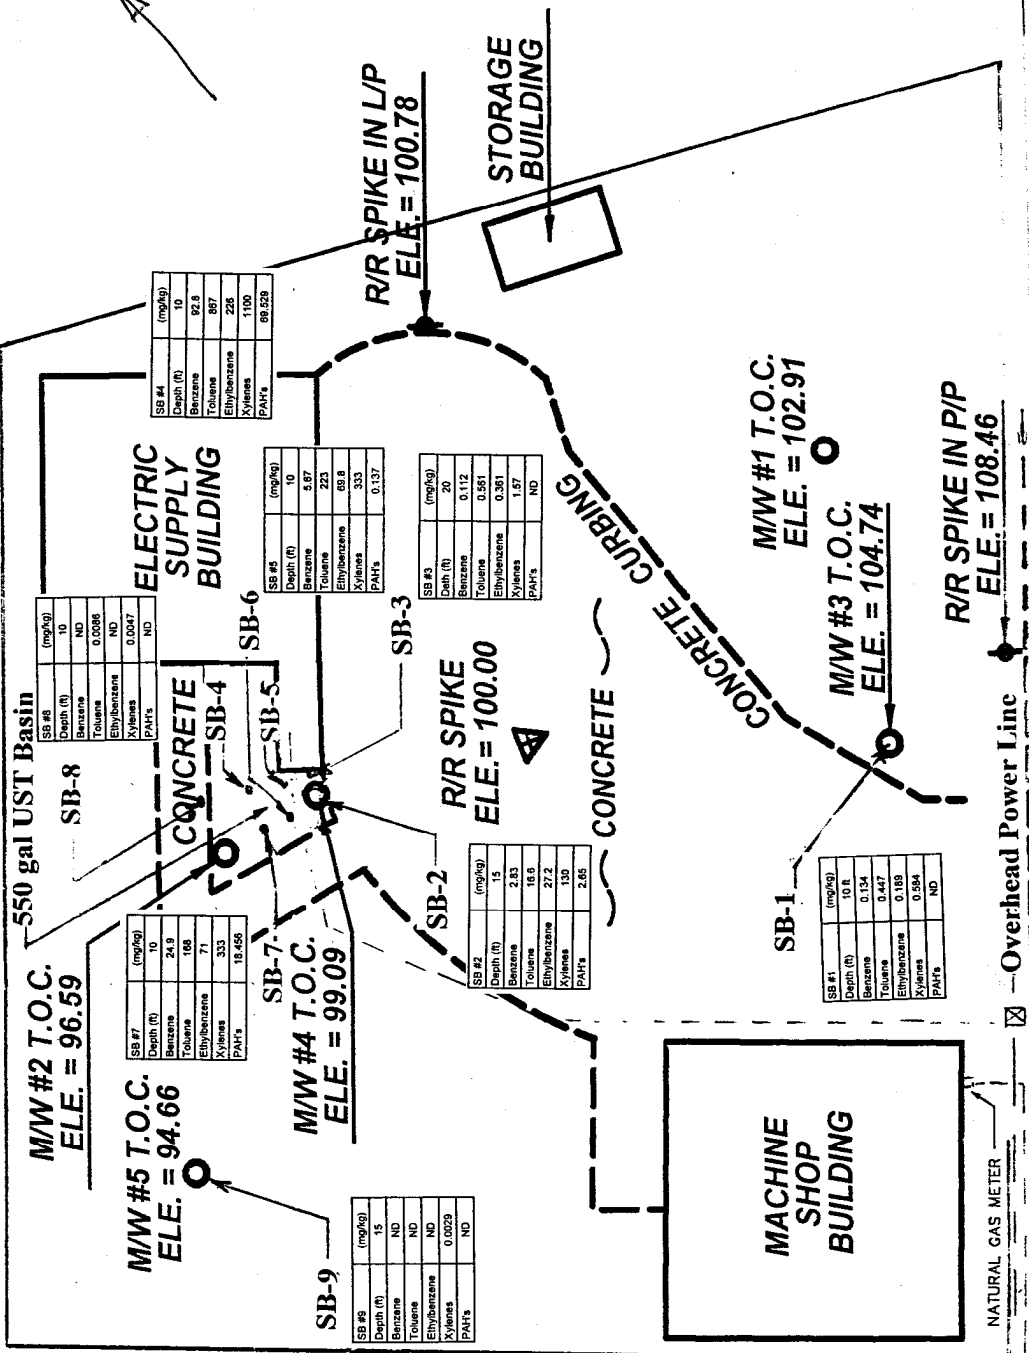 550 gal UST Basin
SB-8
M/W #2 T.O.C.
ELE. = 96.59
M/W #5 T.O.C.
ELE. = 94.66
SB-9
SB #9 (mg/kg)
Depth (ft) 15
Benzene ND
Toluene ND
Ethylbenzene ND
Xylenes 0.0029
PAH's ND
SB #7 (mg/kg)
Depth (ft) 10
Benzene 24.9
Toluene 168
Ethylbenzene 71
Xylenes 333
PAH's 18.456
SB-7
M/W #4 T.O.C.
ELE. = 99.09
SB #8 (mg/kg)
Depth (ft) 10
Benzene ND
Toluene 0.0086
Ethylbenzene ND
Xylenes 0.0047
PAH's ND
CONCRETE
SB-4
SB-5
SB-6
SB-3
ELECTRIC
SUPPLY
BUILDING
SB #4 (mg/kg)
Depth (ft) 10
Benzene 92.8
Toluene 867
Ethylbenzene 226
Xylenes 1100
PAH's 69.529
SB #5 (mg/kg)
Depth (ft) 10
Benzene 5.87
Toluene 223
Ethylbenzene 69.8
Xylenes 333
PAH's 0.137
SB #3 (mg/kg)
Deth (ft) 20
Benzene 0.112
Toluene 0.561
Ethylbenzene 0.361
Xylenes 1.57
PAH's ND
R/R SPIKE IN L/P
ELE. = 100.78
STORAGE
BUILDING
SB-2
R/R SPIKE
ELE. = 100.00
SB #2 (mg/kg)
Depth (ft) 15
Benzene 2.83
Toluene 16.6
Ethylbenzene 27.2
Xylenes 130
PAH's 2.65
CONCRETE
CONCRETE CURBING
M/W #1 T.O.C.
ELE. = 102.91
M/W #3 T.O.C.
ELE. = 104.74
SB-1
SB #1 (mg/kg)
Depth (ft) 10 ft
Benzene 0.134
Toluene 0.447
Ethylbenzene 0.189
Xylenes 0.584
PAH's ND
R/R SPIKE IN P/P
ELE. = 108.46
MACHINE
SHOP
BUILDING
NATURAL GAS METER
Overhead Power Line